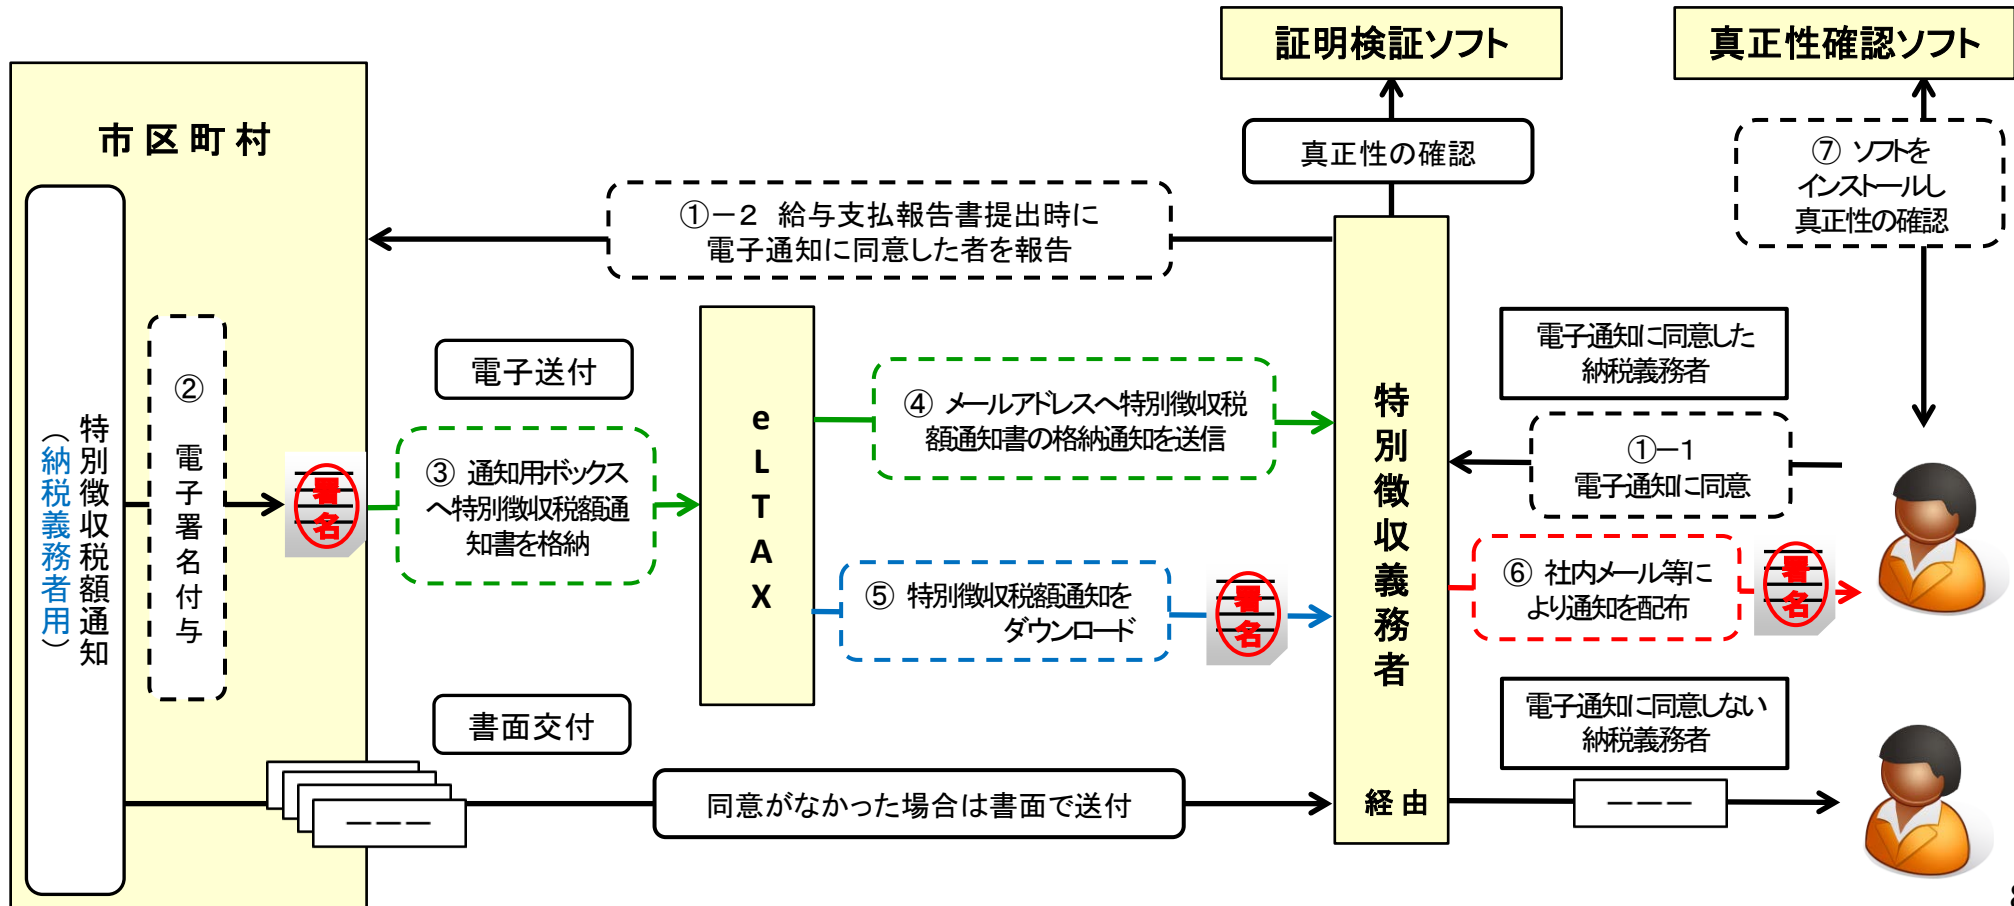 証明検証ソフト
真正性確認ソフト
市区町村
真正性の確認
⑦ ソフトを
インストールし
真正性の確認
①－２ 給与支払報告書提出時に
電子通知に同意した者を報告
特別徴収税額通知
（納税義務者用）
② 電子署名付与
署名
電子送付
③ 通知用ボックス
へ特別徴収税額通
知書を格納
eLTAX
④ メールアドレスへ特別徴収税
額通知書の格納通知を送信
⑤ 特別徴収税額通知を
ダウンロード
署名
特別徴収義務者
経由
電子通知に同意した
納税義務者
①－１
電子通知に同意
⑥ 社内メール等に
より通知を配布
署名
書面交付
同意がなかった場合は書面で送付
電子通知に同意しない
納税義務者